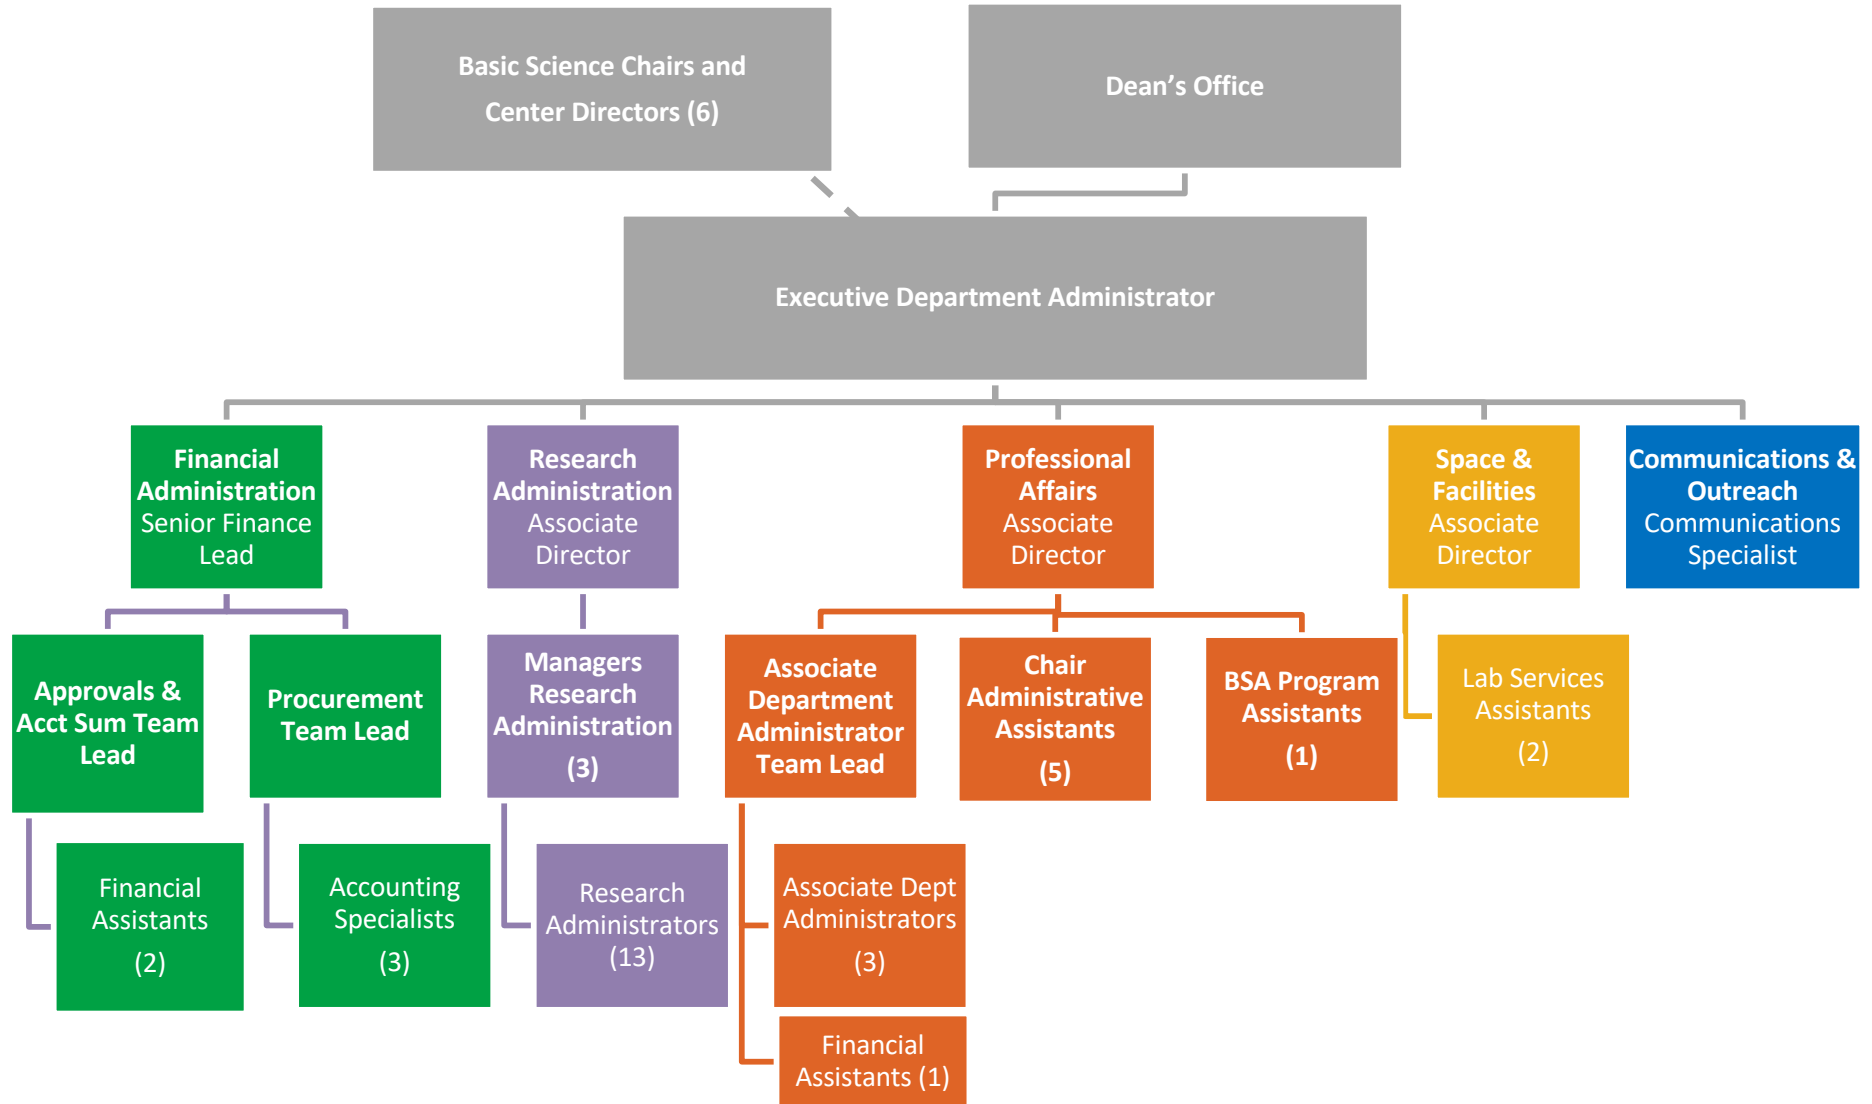 Basic Science Chairs and
Center Directors (6)
Dean’s Office
Executive Department Administrator
Financial
Administration
Senior Finance
Lead
Research
Administration
Associate
Director
Professional
Affairs
Associate
Director
Space &
Facilities
Associate
Director
Communications &
Outreach
Communications
Specialist
Approvals &
Acct Sum Team
Lead
Procurement
Team Lead
Managers
Research
Administration
(3)
Associate
Department
Administrator
Team Lead
Chair
Administrative
Assistants
(5)
BSA Program
Assistants
(1)
Lab Services
Assistants
(2)
Financial
Assistants
(2)
Accounting
Specialists
(3)
Research
Administrators
(13)
Associate Dept
Administrators
(3)
Financial
Assistants (1)